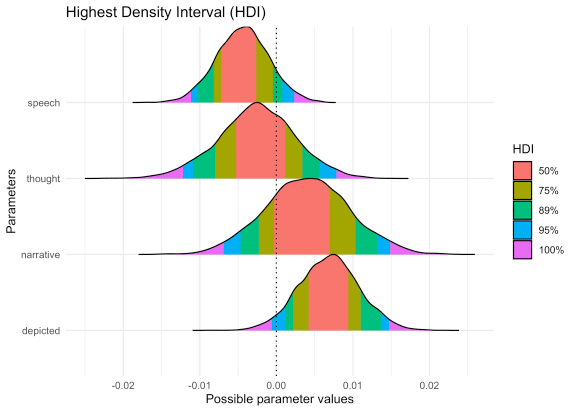 Highest Density Interval (HDI)
Parameters
speech
thought
narrative
depicted
-0.02
-0.01
0.00
0.01
0.02
Possible parameter values
HDI
50%
75%
89%
95%
100%